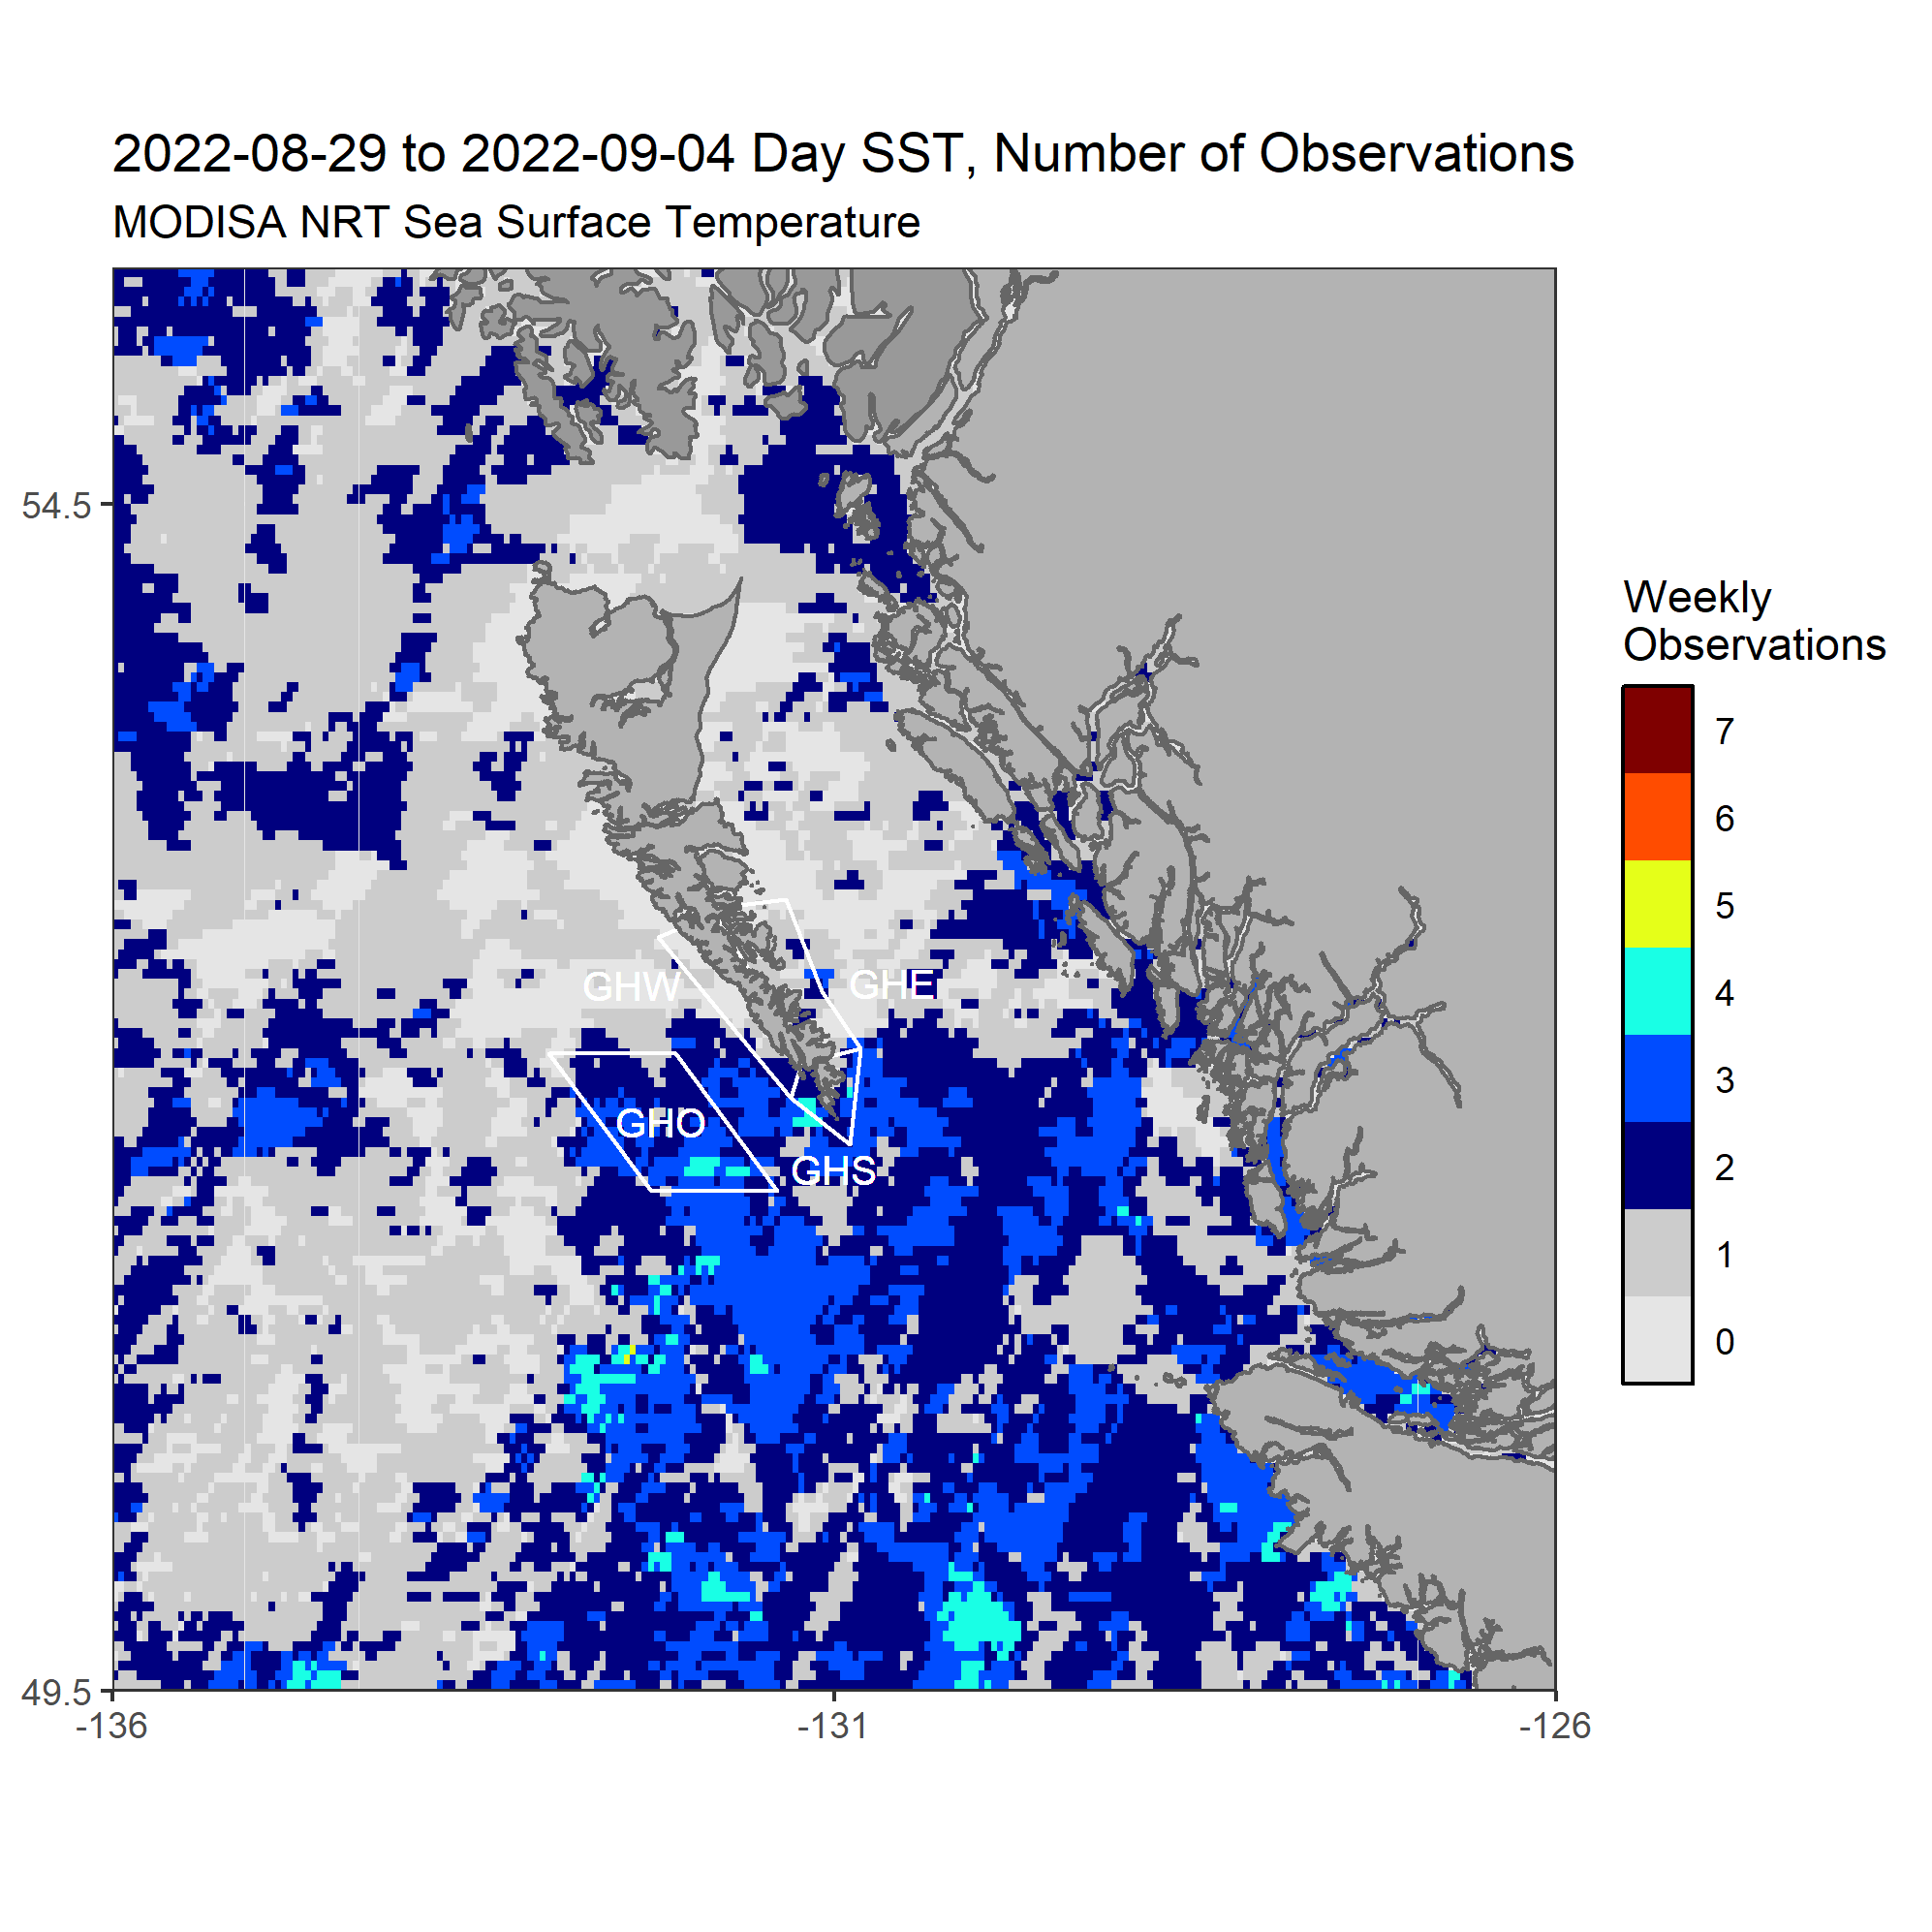 2022-08-29 to 2022-09-04 Day SST, Number of Observations
MODISA NRT Sea Surface Temperature
54.5
49.5
-136
-131
-126
GHW
GHE
GHO
GHS
Weekly
Observations
7
6
5
4
3
2
1
0